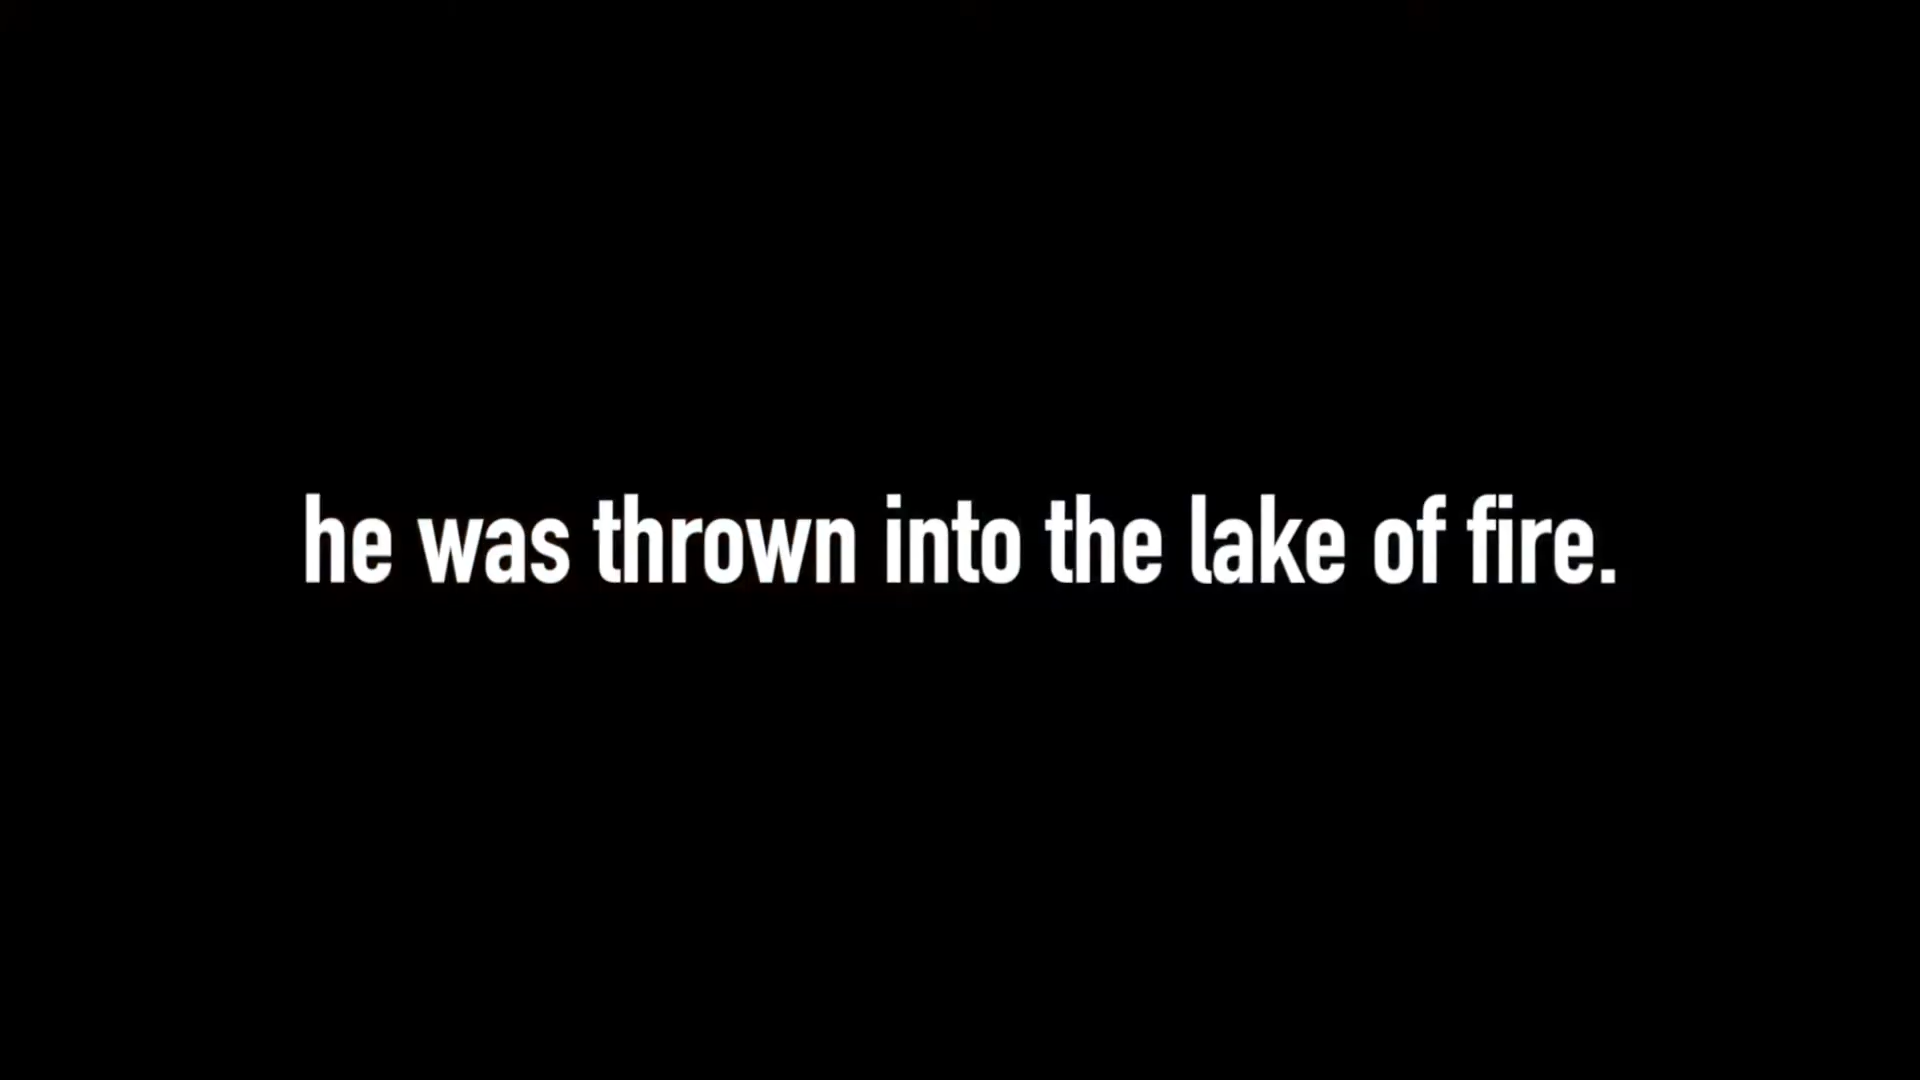 he was thrown into the lake of fire.